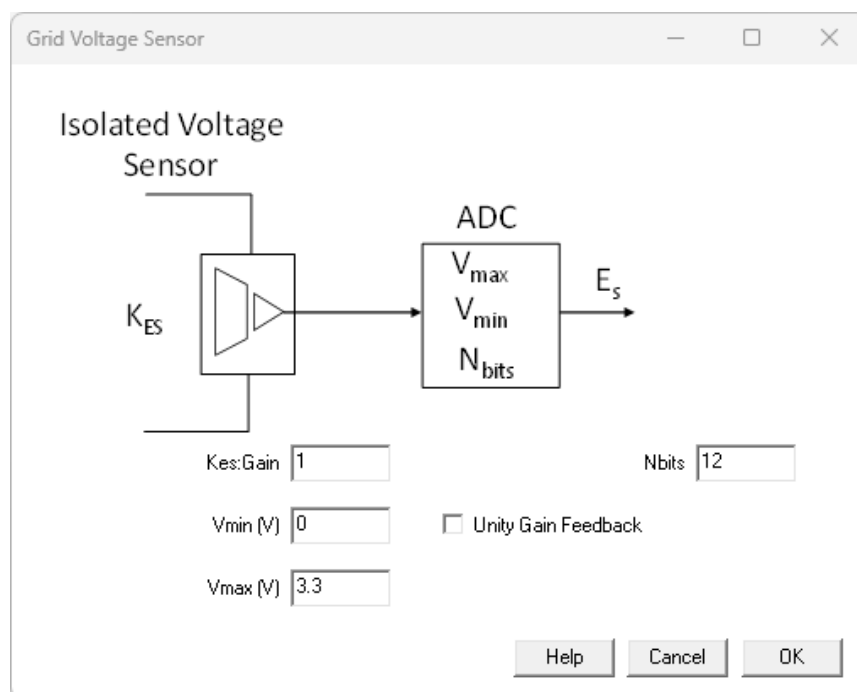 Grid Voltage Sensor
Isolated Voltage
Sensor
ADC
Vmax
Vmin
Nbits
Es
KES
Kes:Gain 1
Nbits 12
Vmin (V) 0
Unity Gain Feedback
Vmax (V) 3.3
Help Cancel OK